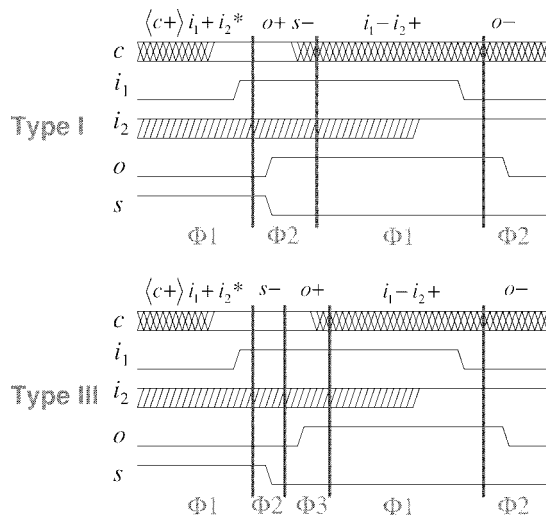 ⟨c+⟩ i₁+ i₂* o+ s− i₁− i₂+ o−
c
i₁
Type I
i₂
o
s
Φ1 Φ2 Φ1 Φ2
⟨c+⟩ i₁+ i₂* s− o+ i₁− i₂+ o−
c
i₁
Type III
i₂
o
s
Φ1 Φ2 Φ3 Φ1 Φ2